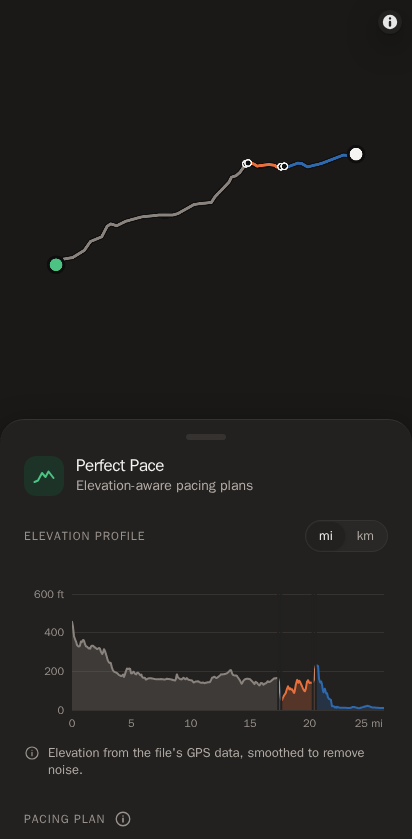 Perfect Pace
Elevation-aware pacing plans
ELEVATION PROFILE
mi km
600 ft
400
200
0
0 5 10 15 20 25 mi
Elevation from the file's GPS data, smoothed to remove
noise.
PACING PLAN